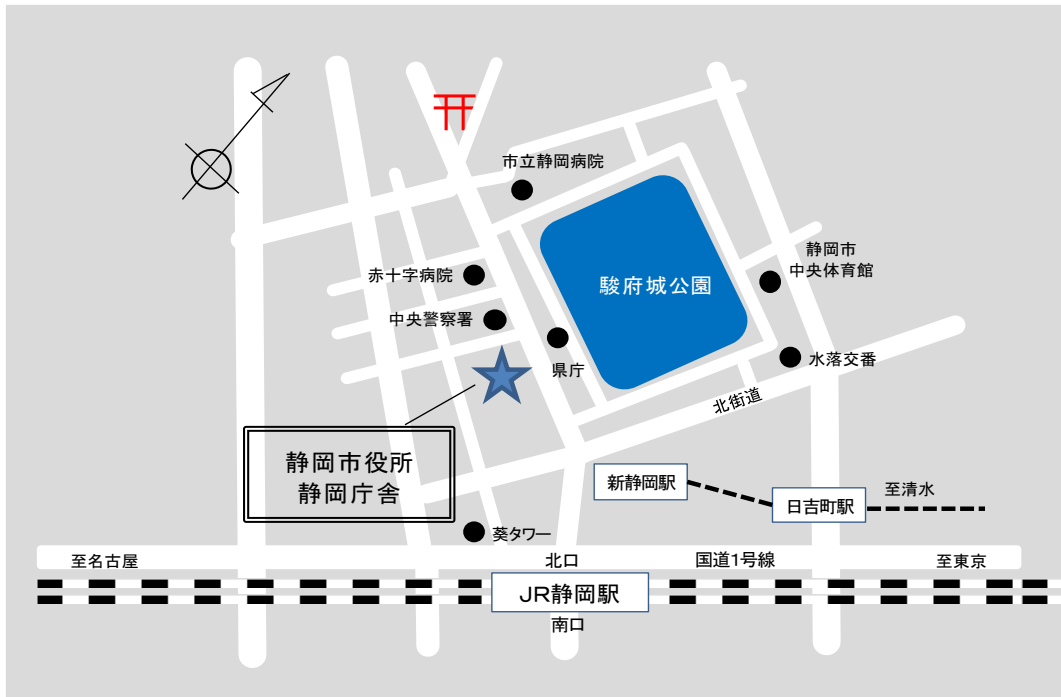 市立静岡病院
静岡市
中央体育館
赤十字病院
駿府城公園
中央警察署
県庁
水落交番
北街道
静岡市役所
静岡庁舎
新静岡駅
日吉町駅
至清水
葵タワー
至名古屋
北口
国道1号線
至東京
JR静岡駅
南口